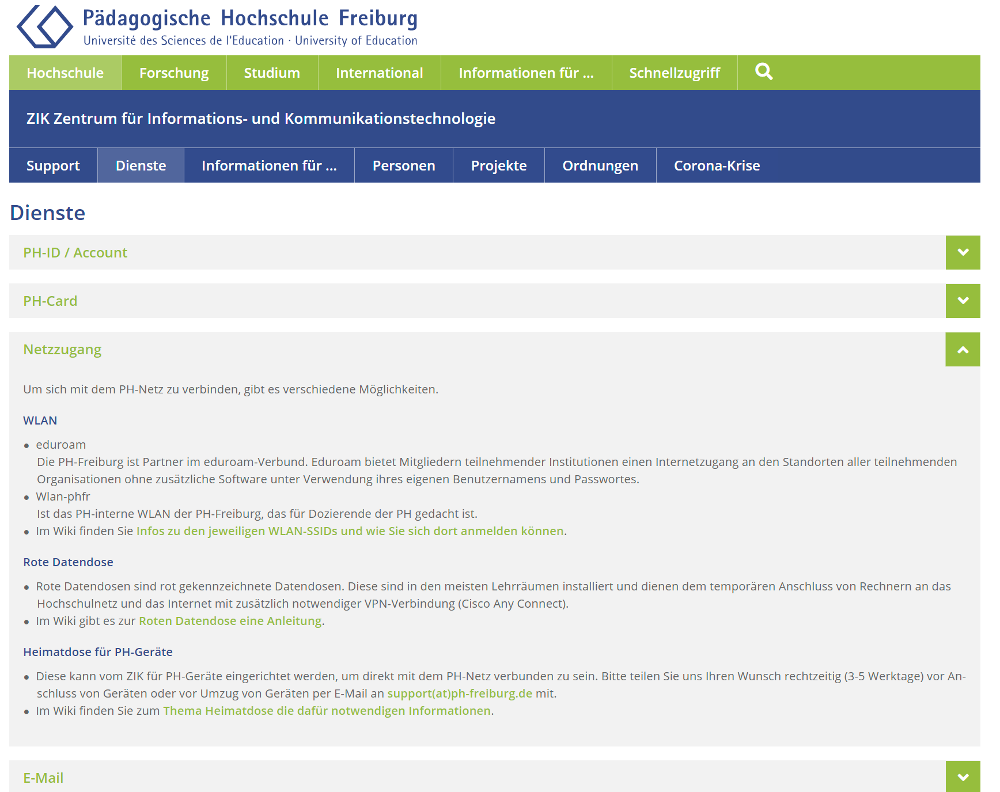 Pädagogische Hochschule Freiburg
Université des Sciences de l'Education · University of Education
Hochschule Forschung Studium International Informationen für ... Schnellzugriff
ZIK Zentrum für Informations- und Kommunikationstechnologie
Support Dienste Informationen für ... Personen Projekte Ordnungen Corona-Krise
Dienste
PH-ID / Account
PH-Card
Netzzugang
Um sich mit dem PH-Netz zu verbinden, gibt es verschiedene Möglichkeiten.
WLAN
• eduroam
Die PH-Freiburg ist Partner im eduroam-Verbund. Eduroam bietet Mitgliedern teilnehmender Institutionen einen Internetzugang an den Standorten aller teilnehmenden
Organisationen ohne zusätzliche Software unter Verwendung ihres eigenen Benutzernamens und Passwortes.
• Wlan-phfr
Ist das PH-interne WLAN der PH-Freiburg, das für Dozierende der PH gedacht ist.
• Im Wiki finden Sie Infos zu den jeweiligen WLAN-SSIDs und wie Sie sich dort anmelden können.
Rote Datendose
• Rote Datendosen sind rot gekennzeichnete Datendosen. Diese sind in den meisten Lehrräumen installiert und dienen dem temporären Anschluss von Rechnern an das
Hochschulnetz und das Internet mit zusätzlich notwendiger VPN-Verbindung (Cisco Any Connect).
• Im Wiki gibt es zur Roten Datendose eine Anleitung.
Heimatdose für PH-Geräte
• Diese kann vom ZIK für PH-Geräte eingerichtet werden, um direkt mit dem PH-Netz verbunden zu sein. Bitte teilen Sie uns Ihren Wunsch rechtzeitig (3-5 Werktage) vor An-
schluss von Geräten oder vor Umzug von Geräten per E-Mail an support(at)ph-freiburg.de mit.
• Im Wiki finden Sie zum Thema Heimatdose die dafür notwendigen Informationen.
E-Mail